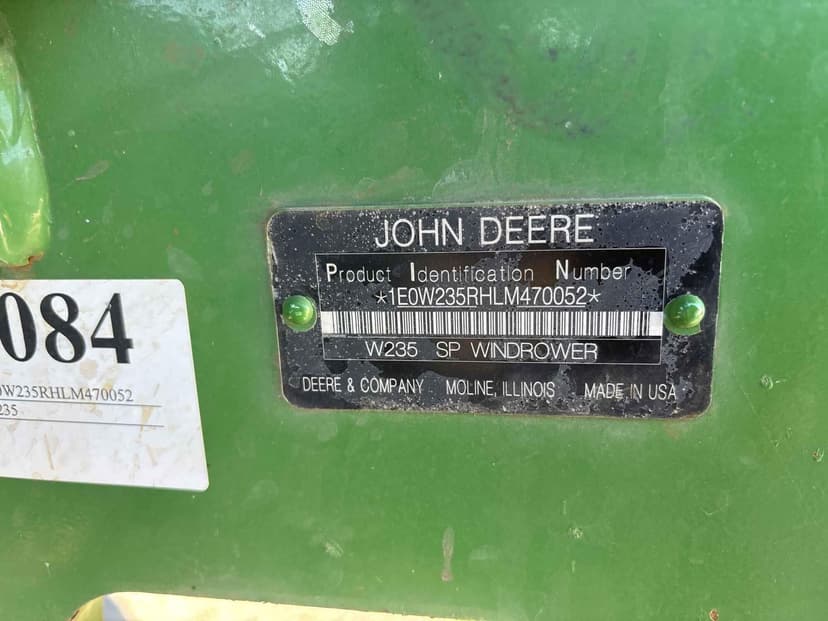 JOHN DEERE
Product Identification Number
*1E0W235RHLM470052*
W235 SP WINDROWER
DEERE & COMPANY MOLINE, ILLINOIS MADE IN USA
084
0W235RHLM470052
235